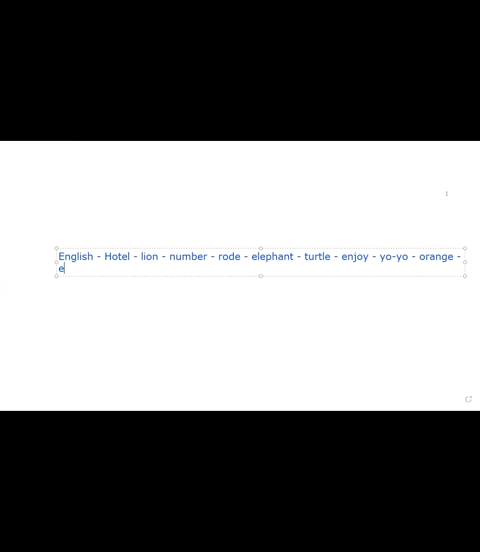 English - Hotel - lion - number - rode - elephant - turtle - enjoy - yo-yo - orange -
e